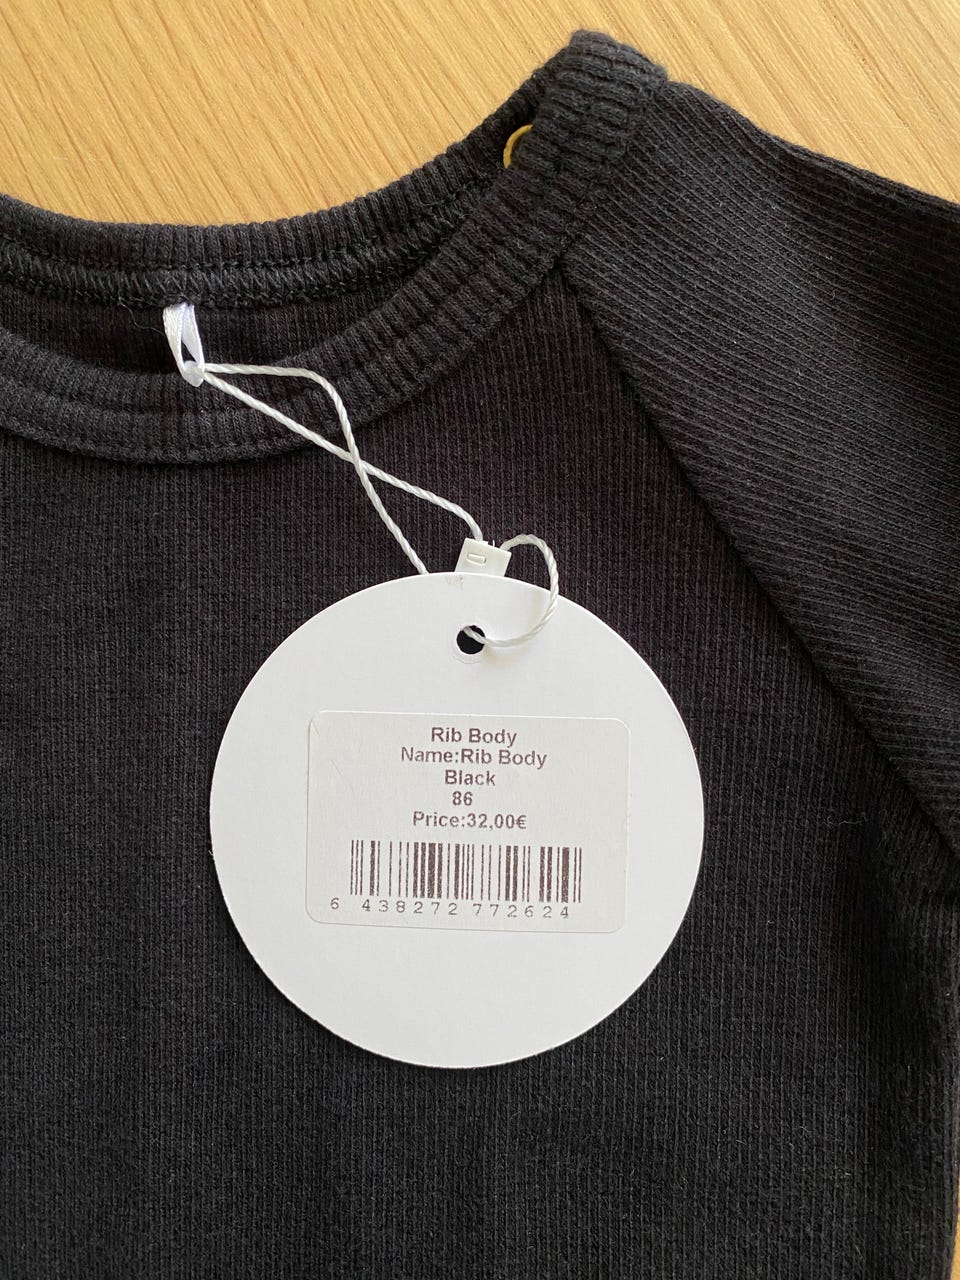 Rib Body
Name:Rib Body
Black
86
Price:32,00€
6 438272 772624